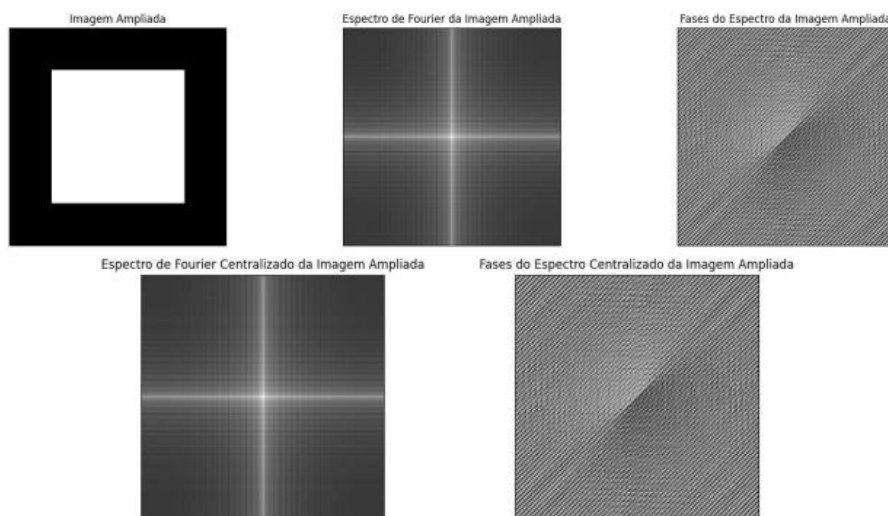 Imagem Ampliada
Espectro de Fourier da Imagem Ampliada
Fases do Espectro da Imagem Ampliada
Espectro de Fourier Centralizado da Imagem Ampliada
Fases do Espectro Centralizado da Imagem Ampliada